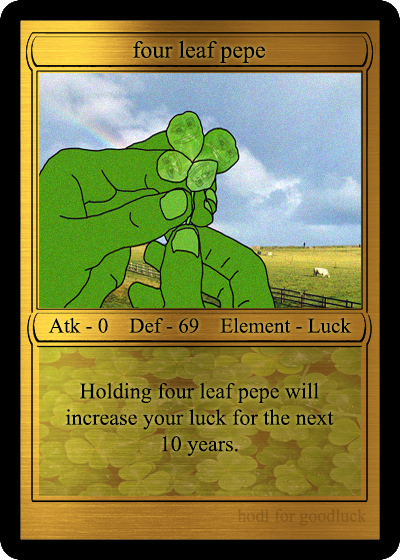 four leaf pepe
Atk - 0 Def - 69 Element - Luck
Holding four leaf pepe will
increase your luck for the next
10 years.
hodl for goodluck